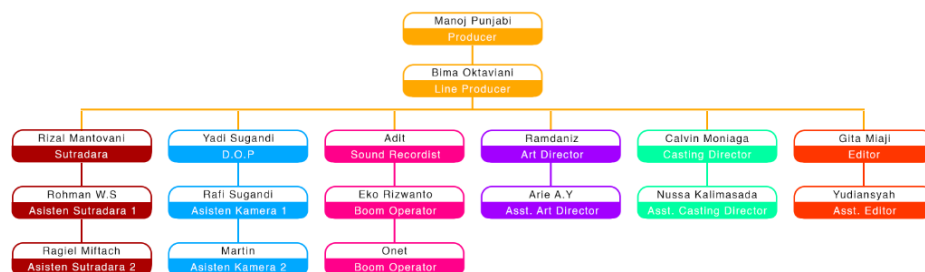 Manoj Punjabi
Producer
Bima Oktaviani
Line Producer
Rizal Mantovani
Sutradara
Yadi Sugandi
D.O.P
Adit
Sound Recordist
Ramdaniz
Art Director
Calvin Moniaga
Casting Director
Gita Miaji
Editor
Rohman W.S
Asisten Sutradara 1
Rafi Sugandi
Asisten Kamera 1
Eko Rizwanto
Boom Operator
Arie A.Y
Asst. Art Director
Nussa Kalimasada
Asst. Casting Director
Yudiansyah
Asst. Editor
Ragiel Miftach
Asisten Sutradara 2
Martin
Asisten Kamera 2
Onet
Boom Operator